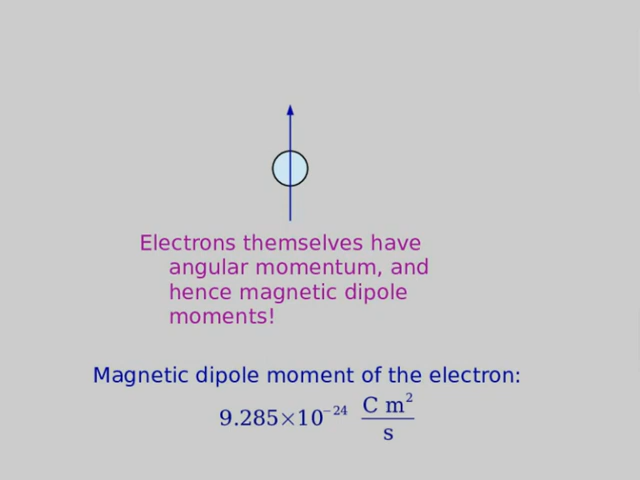 Electrons themselves have
angular momentum, and
hence magnetic dipole
moments!
Magnetic dipole moment of the electron:
9.285×10⁻²⁴ C m²/s